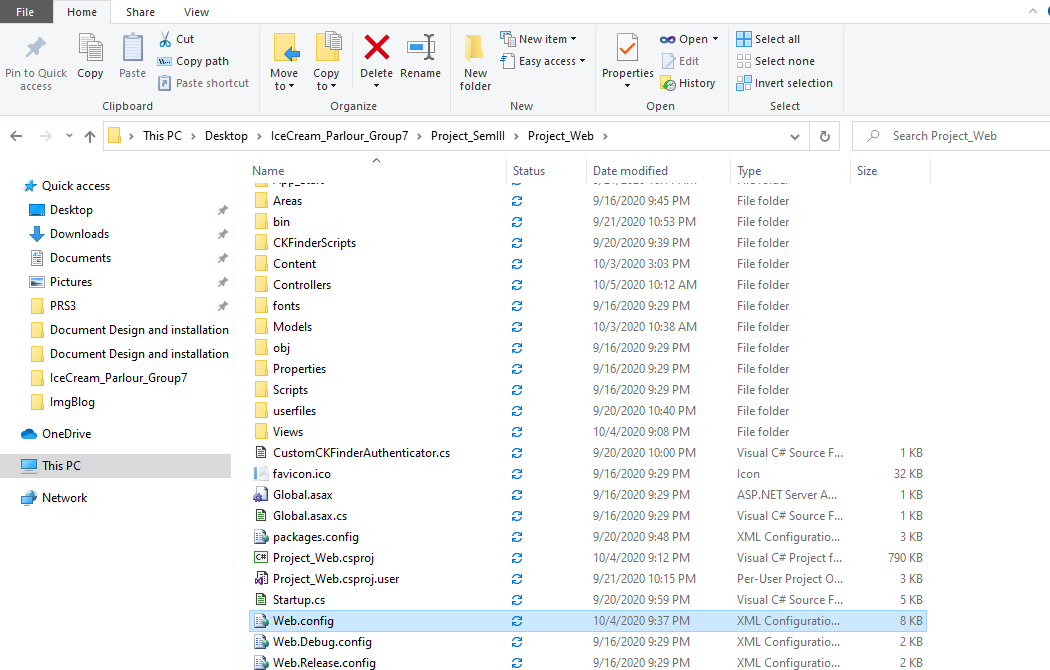 File Home Share View
Pin to Quick access
Copy
Paste
Cut
Copy path
Paste shortcut
Clipboard
Move to
Copy to
Delete
Rename
Organize
New folder
New item
Easy access
New
Properties
Open
Edit
History
Open
Select all
Select none
Invert selection
Select
This PC > Desktop > IceCream_Parlour_Group7 > Project_SemIII > Project_Web >
Search Project_Web
Quick access
Desktop
Downloads
Documents
Pictures
PRS3
Document Design and installation
Document Design and installation
IceCream_Parlour_Group7
ImgBlog
OneDrive
This PC
Network
Name Status Date modified Type Size
Areas 9/16/2020 9:45 PM File folder
bin 9/21/2020 10:53 PM File folder
CKFinderScripts 9/20/2020 9:39 PM File folder
Content 10/3/2020 3:03 PM File folder
Controllers 10/5/2020 10:12 AM File folder
fonts 9/16/2020 9:29 PM File folder
Models 10/3/2020 10:38 AM File folder
obj 9/16/2020 9:29 PM File folder
Properties 9/16/2020 9:29 PM File folder
Scripts 9/16/2020 9:29 PM File folder
userfiles 9/20/2020 10:40 PM File folder
Views 10/4/2020 9:08 PM File folder
CustomCKFinderAuthenticator.cs 9/20/2020 10:00 PM Visual C# Source F... 1 KB
favicon.ico 9/16/2020 9:29 PM Icon 32 KB
Global.asax 9/16/2020 9:29 PM ASP.NET Server A... 1 KB
Global.asax.cs 9/16/2020 9:29 PM Visual C# Source F... 1 KB
packages.config 9/20/2020 9:48 PM XML Configuratio... 3 KB
Project_Web.csproj 10/4/2020 9:12 PM Visual C# Project f... 790 KB
Project_Web.csproj.user 9/21/2020 10:15 PM Per-User Project O... 3 KB
Startup.cs 9/20/2020 9:59 PM Visual C# Source F... 5 KB
Web.config 10/4/2020 9:37 PM XML Configuratio... 8 KB
Web.Debug.config 9/16/2020 9:29 PM XML Configuratio... 2 KB
Web.Release.config 9/16/2020 9:29 PM XML Configuratio... 2 KB